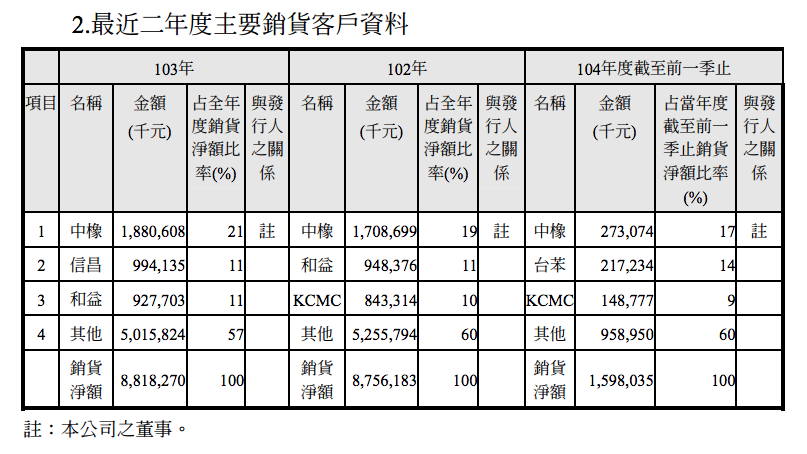 2.最近二年度主要銷貨客戶資料
103年 102年 104年度截至前一季止
項目 名稱 金額(千元) 占全年度銷貨淨額比率(%) 與發行人之關係 名稱 金額(千元) 占全年度銷貨淨額比率(%) 與發行人之關係 名稱 金額(千元) 占當年度截至前一季止銷貨淨額比率(%) 與發行人之關係
1 中橡 1,880,608 21 註 中橡 1,708,699 19 註 中橡 273,074 17 註
2 信昌 994,135 11 和益 948,376 11 台苯 217,234 14
3 和益 927,703 11 KCMC 843,314 10 KCMC 148,777 9
4 其他 5,015,824 57 其他 5,255,794 60 其他 958,950 60
銷貨淨額 8,818,270 100 銷貨淨額 8,756,183 100 銷貨淨額 1,598,035 100
註：本公司之董事。